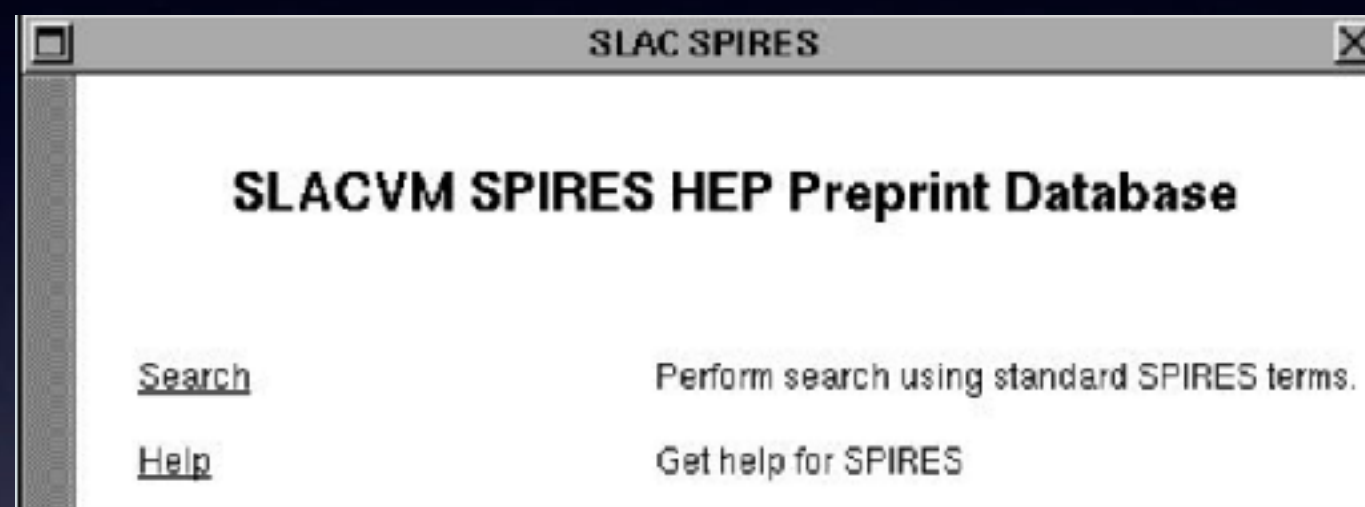 SLAC SPIRES
SLACVM SPIRES HEP Preprint Database
Search Perform search using standard SPIRES terms.
Help Get help for SPIRES